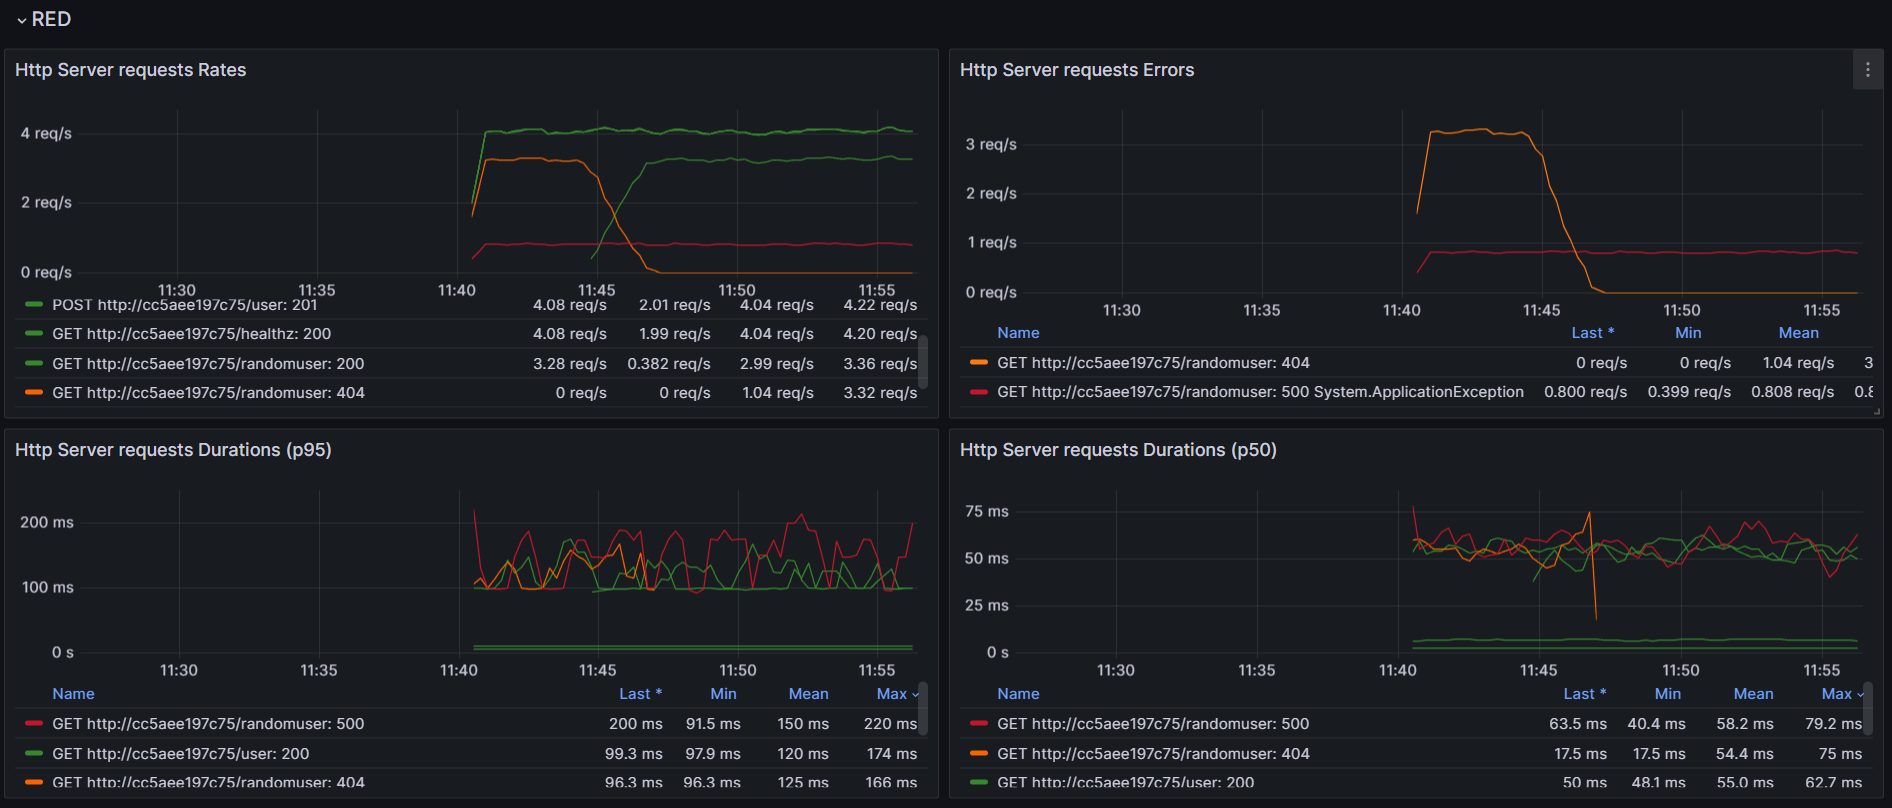 RED
Http Server requests Rates
4 req/s
2 req/s
0 req/s
11:30 11:35 11:40 11:45 11:50 11:55
POST http://cc5aee197c75/user: 201 4.08 req/s 2.01 req/s 4.04 req/s 4.22 req/s
GET http://cc5aee197c75/healthz: 200 4.08 req/s 1.99 req/s 4.04 req/s 4.20 req/s
GET http://cc5aee197c75/randomuser: 200 3.28 req/s 0.382 req/s 2.99 req/s 3.36 req/s
GET http://cc5aee197c75/randomuser: 404 0 req/s 0 req/s 1.04 req/s 3.32 req/s
Http Server requests Errors
3 req/s
2 req/s
1 req/s
0 req/s
11:30 11:35 11:40 11:45 11:50 11:55
Name Last * Min Mean
GET http://cc5aee197c75/randomuser: 404 0 req/s 0 req/s 1.04 req/s 3
GET http://cc5aee197c75/randomuser: 500 System.ApplicationException 0.800 req/s 0.399 req/s 0.808 req/s
Http Server requests Durations (p95)
200 ms
100 ms
0 s
11:30 11:35 11:40 11:45 11:50 11:55
Name Last * Min Mean Max
GET http://cc5aee197c75/randomuser: 500 200 ms 91.5 ms 150 ms 220 ms
GET http://cc5aee197c75/user: 200 99.3 ms 97.9 ms 120 ms 174 ms
GET http://cc5aee197c75/randomuser: 404 96.3 ms 96.3 ms 125 ms 166 ms
Http Server requests Durations (p50)
75 ms
50 ms
25 ms
0 s
11:30 11:35 11:40 11:45 11:50 11:55
Name Last * Min Mean Max
GET http://cc5aee197c75/randomuser: 500 63.5 ms 40.4 ms 58.2 ms 79.2 ms
GET http://cc5aee197c75/randomuser: 404 17.5 ms 17.5 ms 54.4 ms 75 ms
GET http://cc5aee197c75/user: 200 50 ms 48.1 ms 55.0 ms 62.7 ms